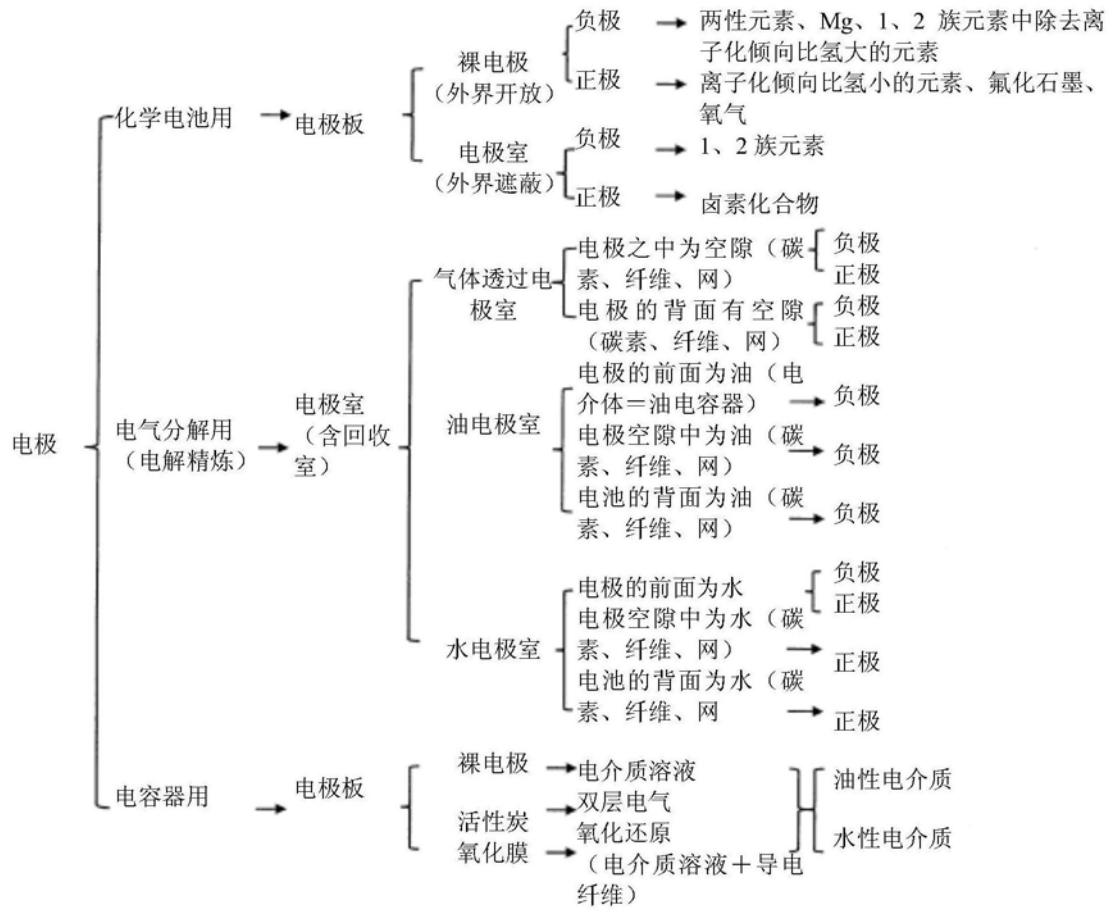 电极
化学电池用
电极板
裸电极
（外界开放）
负极
两性元素、Mg、1、2 族元素中除去离
子化倾向比氢大的元素
正极
离子化倾向比氢小的元素、氟化石墨、
氧气
电极室
（外界遮蔽）
负极
1、2 族元素
正极
卤素化合物
电气分解用
（电解精炼）
电极室
（含回收
室）
气体透过电
极室
电极之中为空隙（碳
素、纤维、网）
负极
正极
电极的背面有空隙
（碳素、纤维、网）
负极
正极
油电极室
电极的前面为油（电
介体＝油电容器）
负极
电极空隙中为油（碳
素、纤维、网）
负极
电池的背面为油（碳
素、纤维、网）
负极
水电极室
电极的前面为水
负极
正极
电极空隙中为水（碳
素、纤维、网）
正极
电池的背面为水（碳
素、纤维、网
正极
电容器用
电极板
裸电极
电介质溶液
活性炭
双层电气
氧化膜
氧化还原
（电介质溶液＋导电
纤维）
油性电介质
水性电介质